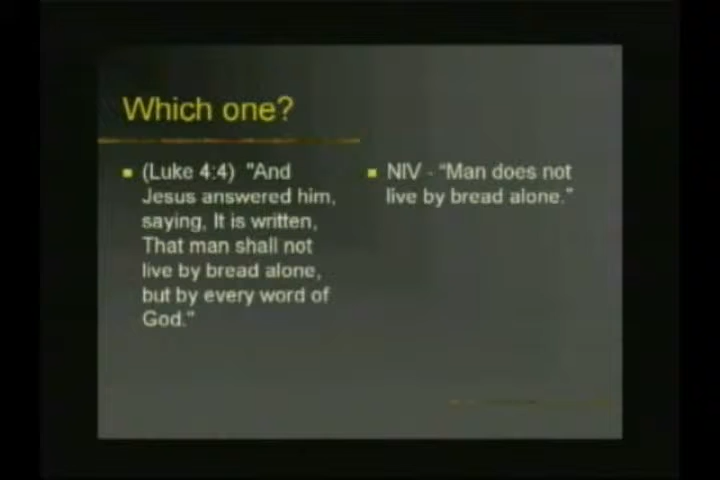 Which one?
(Luke 4:4) "And
Jesus answered him,
saying, It is written,
That man shall not
live by bread alone,
but by every word of
God."
NIV - “Man does not
live by bread alone.”